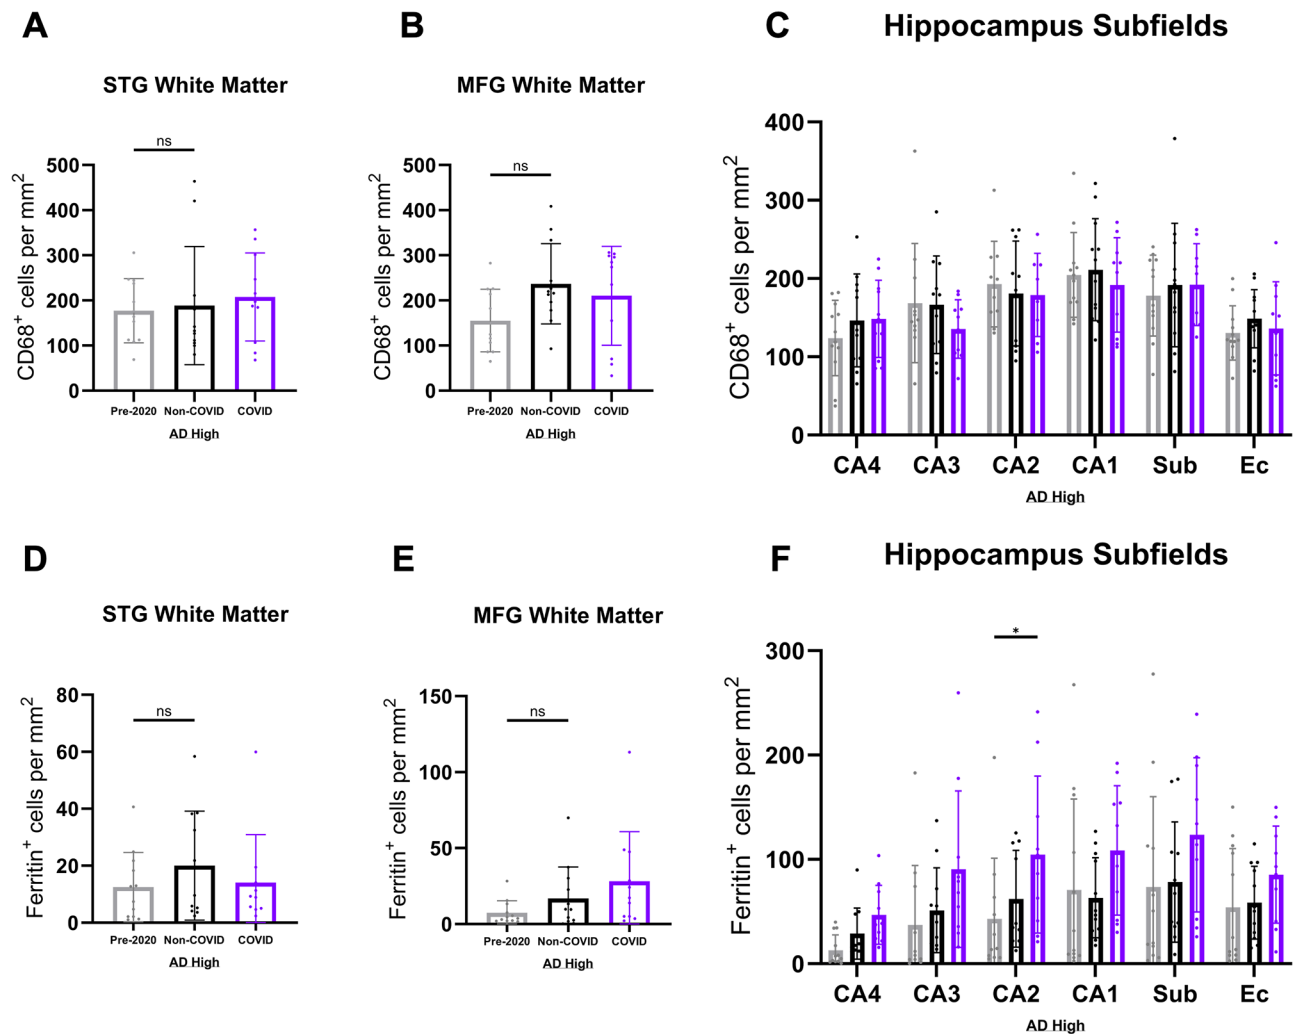 A
STG White Matter
ns
CD68+ cells per mm2
500
400
300
200
100
0
Pre-2020 Non-COVID COVID
AD High
B
MFG White Matter
ns
CD68+ cells per mm2
500
400
300
200
100
0
Pre-2020 Non-COVID COVID
AD High
C
Hippocampus Subfields
CD68+ cells per mm2
400
300
200
100
0
CA4 CA3 CA2 CA1 Sub Ec
AD High
D
STG White Matter
ns
Ferritin+ cells per mm2
80
60
40
20
0
Pre-2020 Non-COVID COVID
AD High
E
MFG White Matter
ns
Ferritin+ cells per mm2
150
100
50
0
Pre-2020 Non-COVID COVID
AD High
F
Hippocampus Subfields
*
Ferritin+ cells per mm2
300
200
100
0
CA4 CA3 CA2 CA1 Sub Ec
AD High